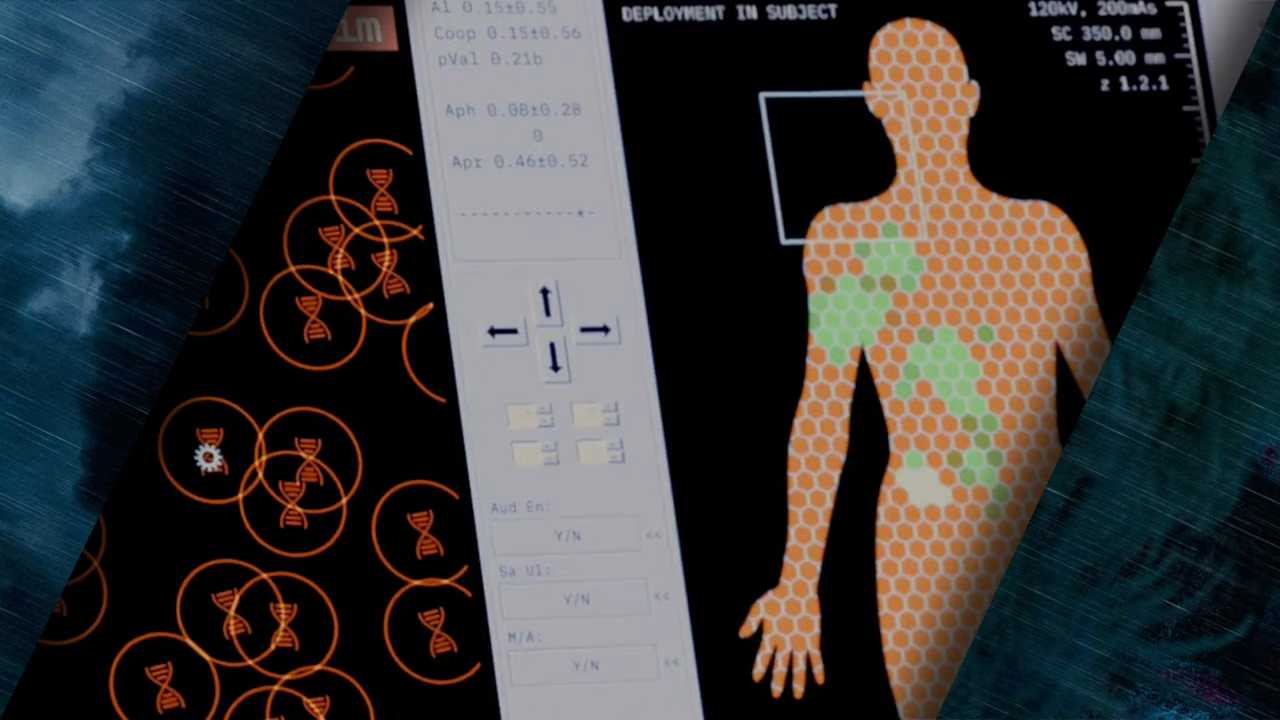 Al 0.15±0.55
Coop 0.15±0.56
pVal 0.21b
Aph 0.08±0.28
0
Apr 0.46±0.52
Aud En:
Y/N <<
Sa Ul:
Y/N <<
M/A:
Y/N <<
DEPLOYMENT IN SUBJECT
120kV, 200mAs
SC 350.0 mm
SW 5.00 mm
z 1.2.1